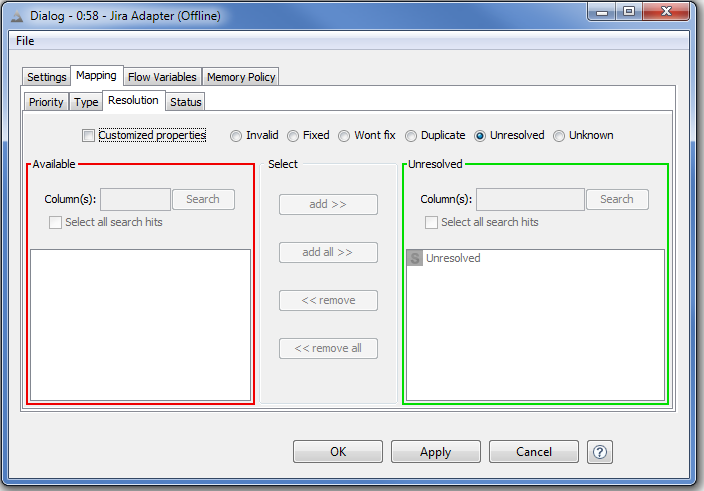 Dialog - 0:58 - Jira Adapter (Offline)
File
Settings Mapping Flow Variables Memory Policy
Priority Type Resolution Status
Customized properties Invalid Fixed Wont fix Duplicate Unresolved Unknown
Available Select Unresolved
Column(s): Search add >> Column(s): Search
Select all search hits Select all search hits
add all >>
S Unresolved
<< remove
<< remove all
OK Apply Cancel ?